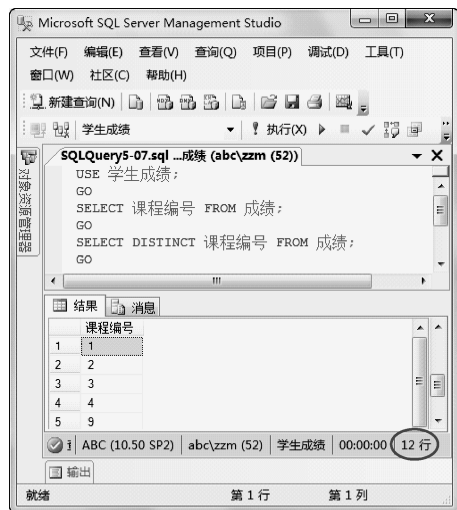 Microsoft SQL Server Management Studio
文件(F) 编辑(E) 查看(V) 查询(Q) 项目(P) 调试(D) 工具(T)
窗口(W) 社区(C) 帮助(H)
新建查询(N)
学生成绩 执行(X)
对象资源管理器
SQLQuery5-07.sql ...成绩 (abc\zzm (52))
USE 学生成绩;
GO
SELECT 课程编号 FROM 成绩;
GO
SELECT DISTINCT 课程编号 FROM 成绩;
GO
结果 消息
课程编号
1 1
2 2
3 3
4 4
5 9
ABC (10.50 SP2) abc\zzm (52) 学生成绩 00:00:00 12 行
输出
就绪 第 1 行 第 1 列